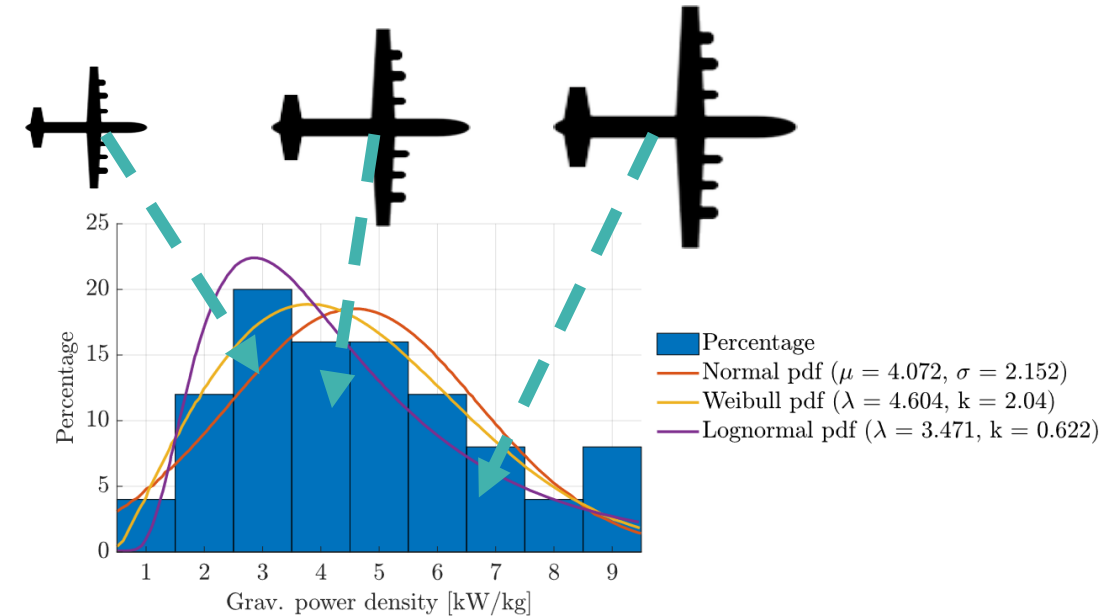 25
20
15
10
5
0
Percentage
1 2 3 4 5 6 7 8 9
Grav. power density [kW/kg]
Percentage
Normal pdf (μ = 4.072, σ = 2.152)
Weibull pdf (λ = 4.604, k = 2.04)
Lognormal pdf (λ = 3.471, k = 0.622)